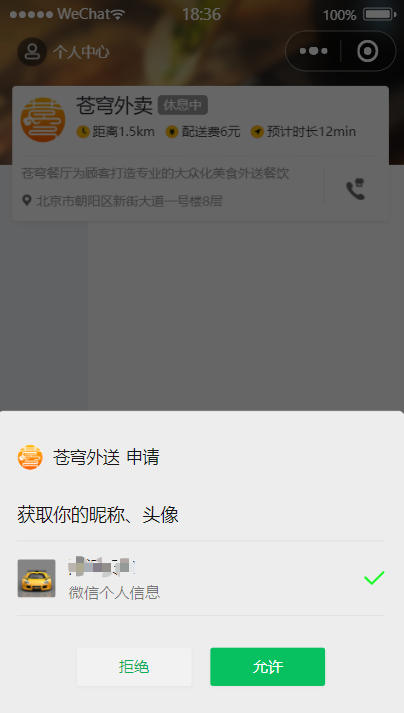 WeChat 18:36 100%
个人中心
苍穹外卖 休息中
距离1.5km 配送费6元 预计时长12min
苍穹餐厅为顾客打造专业的大众化美食外送餐饮
北京市朝阳区新街大道一号楼8层
苍穹外送 申请
获取你的昵称、头像
微信个人信息
拒绝 允许